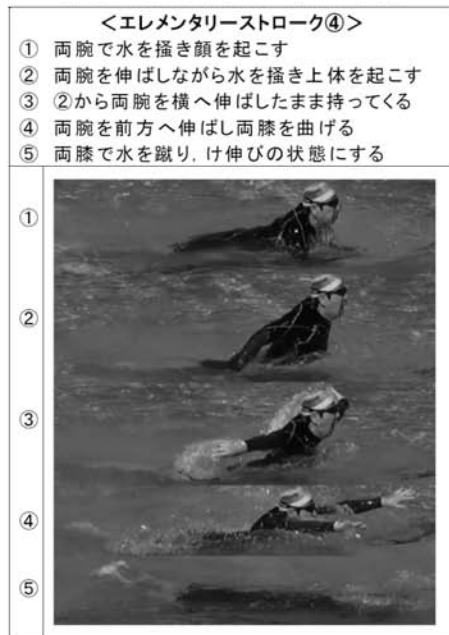 <エレメンタリーストローク④>
① 両腕で水を掻き顔を起こす
② 両腕を伸ばしながら水を掻き上体を起こす
③ ②から両腕を横へ伸ばしたまま持ってくる
④ 両腕を前方へ伸ばし両膝を曲げる
⑤ 両膝で水を蹴り, け伸びの状態にする
①
②
③
④
⑤